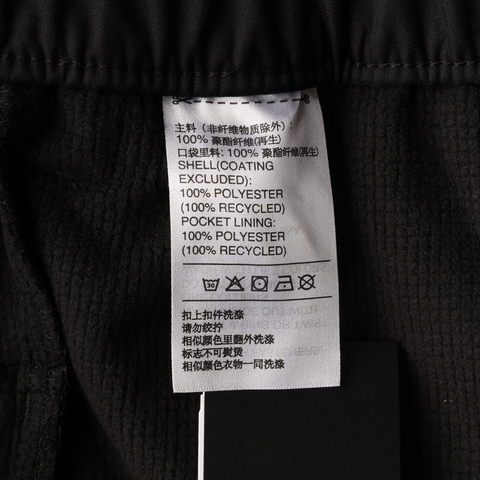 主料 (非纤维物质除外)
100% 聚酯纤维(再生)
口袋里料: 100% 聚酯纤维(再生)
SHELL(COATING
EXCLUDED):
100% POLYESTER
(100% RECYCLED)
POCKET LINING:
100% POLYESTER
(100% RECYCLED)
30
扣上扣件洗涤
请勿绞拧
相似颜色里翻外洗涤
标志不可熨烫
相似颜色衣物一同洗涤